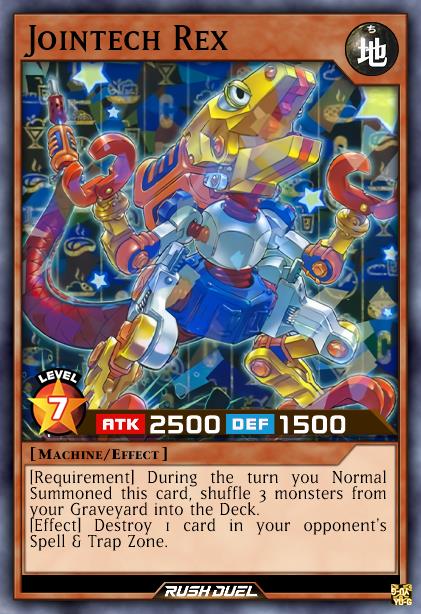 Jointech Rex
ち
地
LEVEL
7
ATK 2500 DEF 1500
[Machine/Effect]
[Requirement] During the turn you Normal
Summoned this card, shuffle 3 monsters from
your Graveyard into the Deck.
[Effect] Destroy 1 card in your opponent's
Spell & Trap Zone.
RUSH DUEL